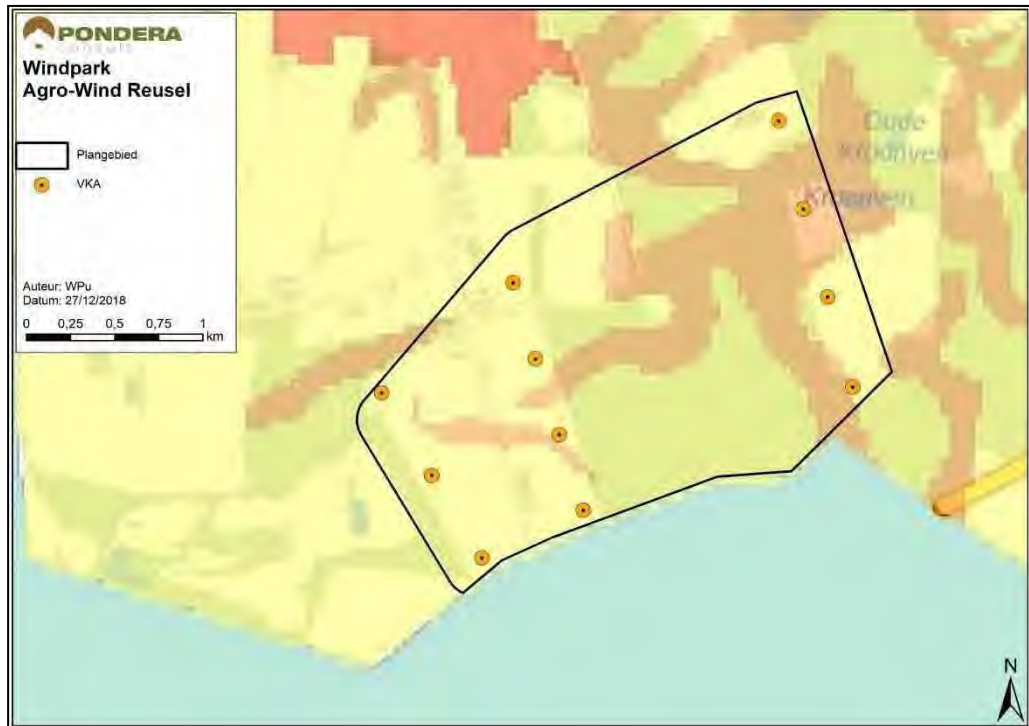 PONDERA
consult
Windpark
Agro-Wind Reusel
Plangebied
VKA
Auteur: WPu
Datum: 27/12/2018
0 0,25 0,5 0,75 1
km
Oude
N